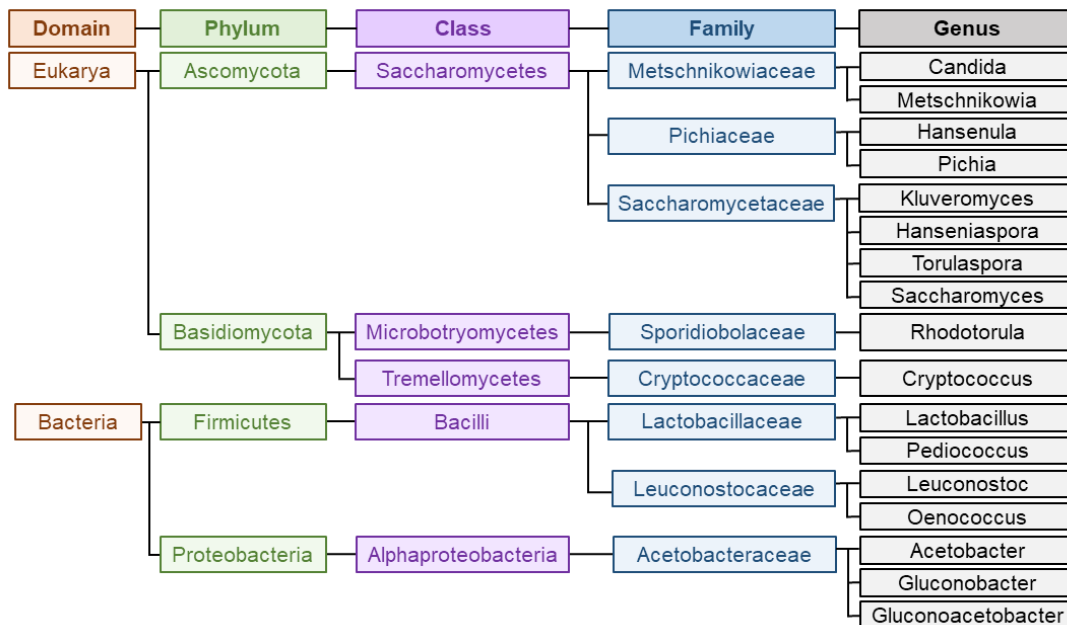 Domain Phylum Class Family Genus
Eukarya Ascomycota Saccharomycetes Metschnikowiaceae Candida
Metschnikowia
Pichiaceae Hansenula
Pichia
Saccharomycetaceae Kluveromyces
Hanseniaspora
Torulaspora
Saccharomyces
Basidiomycota Microbotryomycetes Sporidiobolaceae Rhodotorula
Tremellomycetes Cryptococcaceae Cryptococcus
Bacteria Firmicutes Bacilli Lactobacillaceae Lactobacillus
Pediococcus
Leuconostocaceae Leuconostoc
Oenococcus
Proteobacteria Alphaproteobacteria Acetobacteraceae Acetobacter
Gluconobacter
Gluconoacetobacter